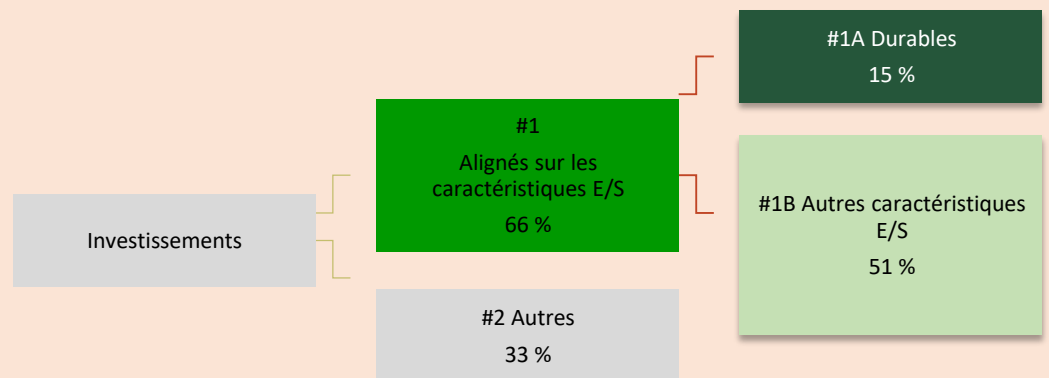 Investissements
#1
Alignés sur les
caractéristiques E/S
66 %
#2 Autres
33 %
#1A Durables
15 %
#1B Autres caractéristiques
E/S
51 %